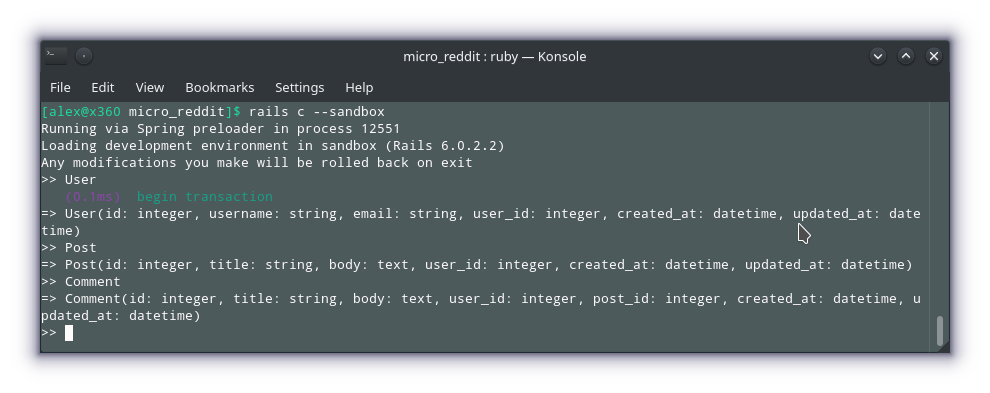 micro_reddit : ruby — Konsole
File Edit View Bookmarks Settings Help
[alex@x360 micro_reddit]$ rails c --sandbox
Running via Spring preloader in process 12551
Loading development environment in sandbox (Rails 6.0.2.2)
Any modifications you make will be rolled back on exit
>> User
   (0.1ms)  begin transaction
=> User(id: integer, username: string, email: string, user_id: integer, created_at: datetime, updated_at: date
time)
>> Post
=> Post(id: integer, title: string, body: text, user_id: integer, created_at: datetime, updated_at: datetime)
>> Comment
=> Comment(id: integer, title: string, body: text, user_id: integer, post_id: integer, created_at: datetime, u
pdated_at: datetime)
>>